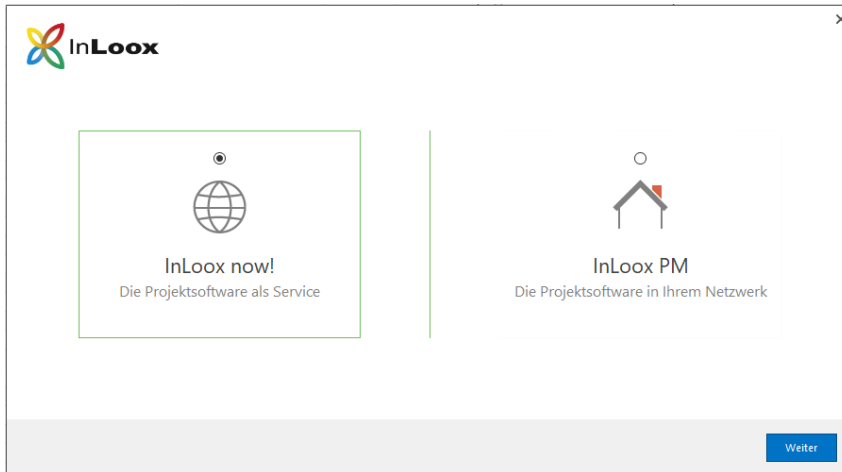 InLoox
InLoox now!
Die Projektsoftware als Service
InLoox PM
Die Projektsoftware in Ihrem Netzwerk
Weiter